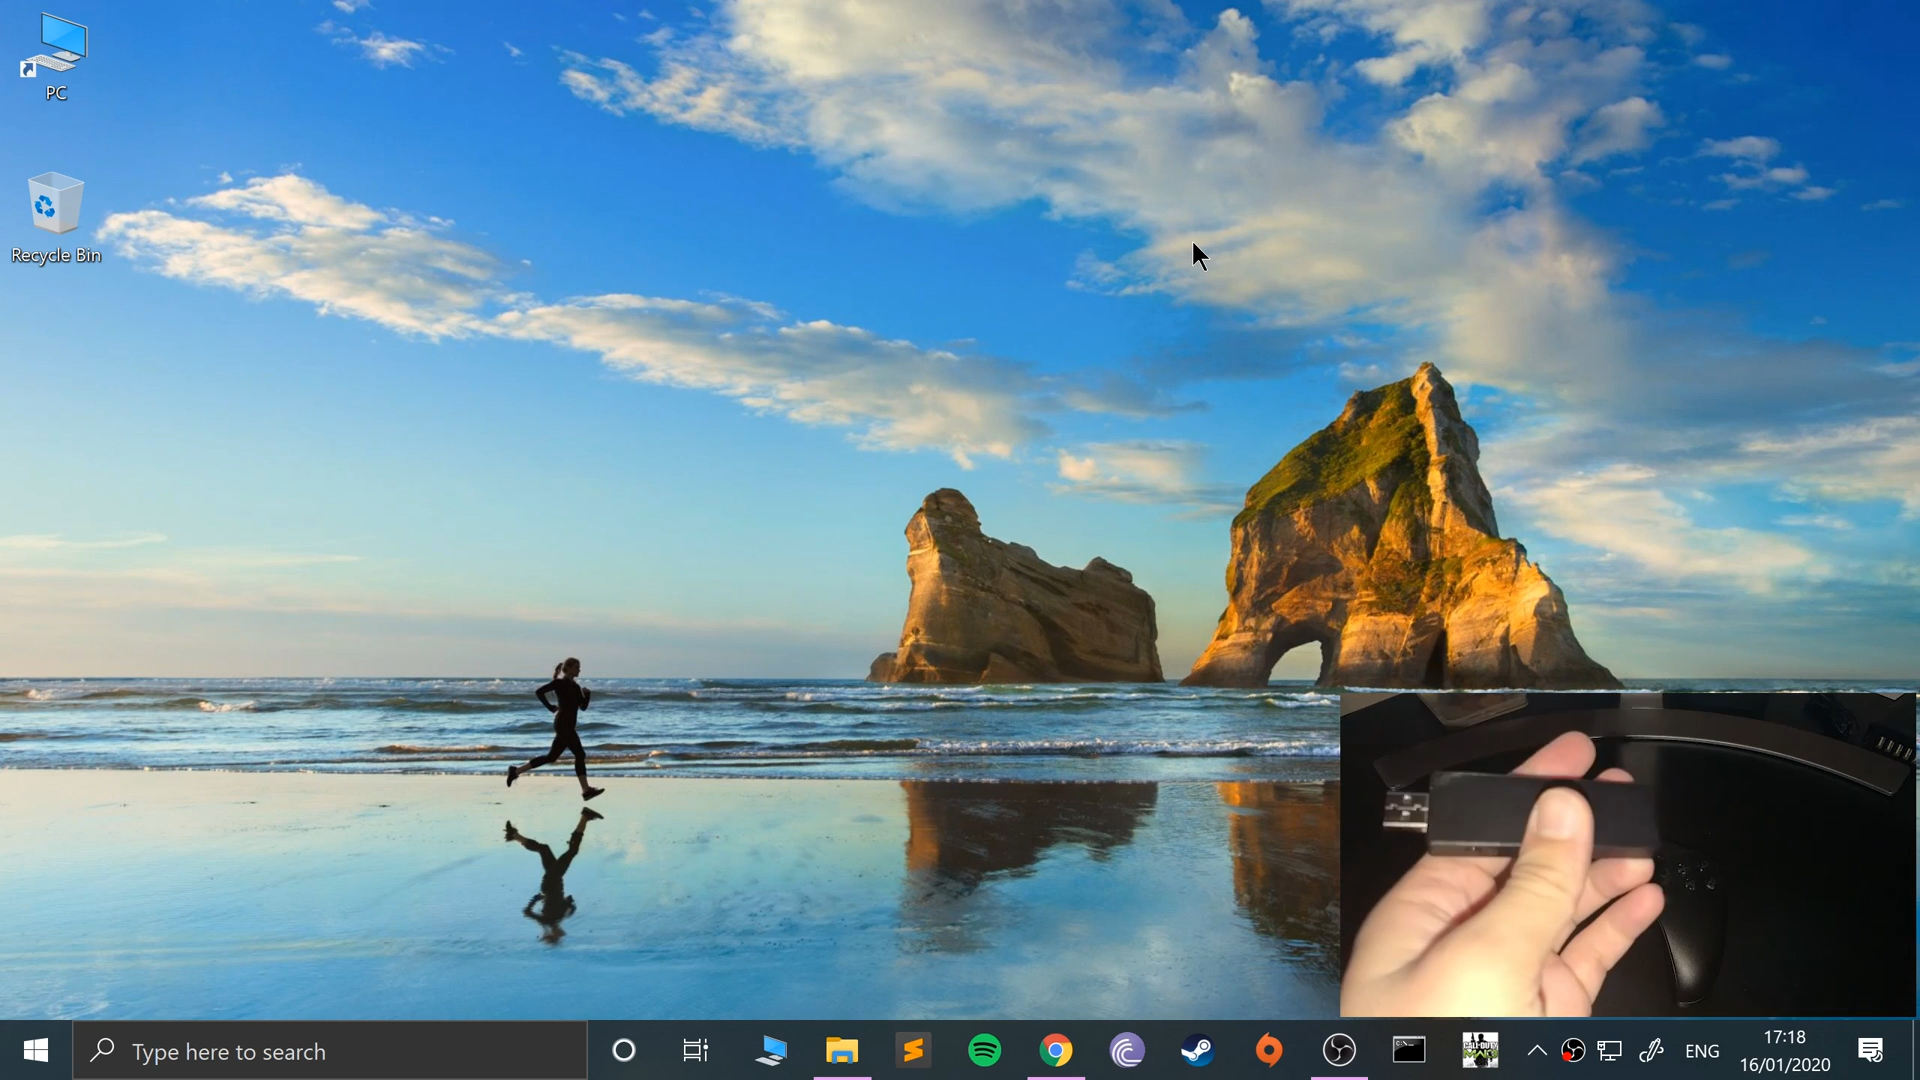 PC
Recycle Bin
Type here to search
ENG
17:18
16/01/2020